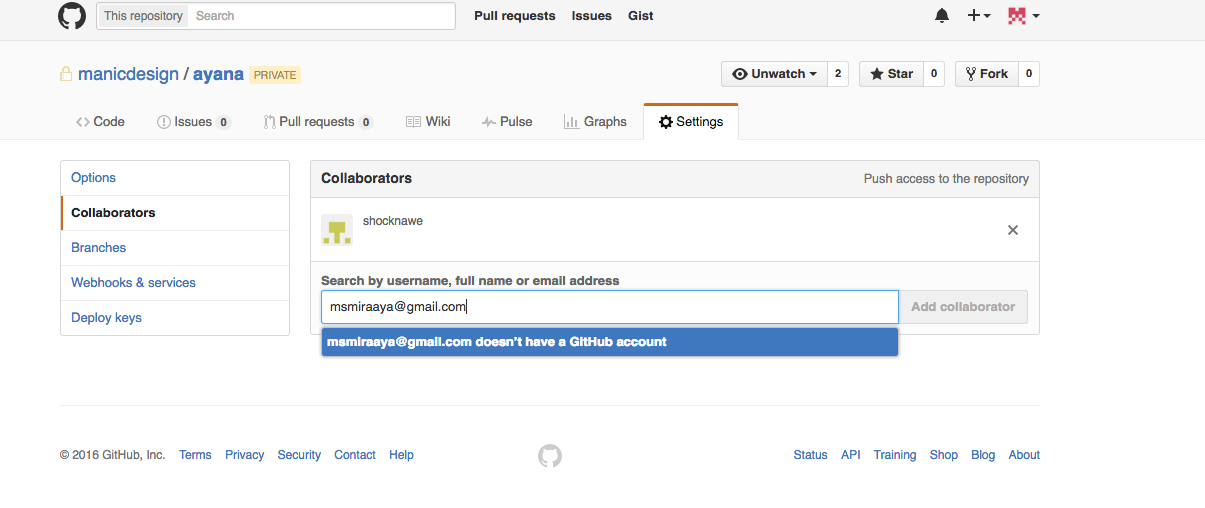 This repository Search Pull requests Issues Gist
manicdesign / ayana PRIVATE Unwatch 2 Star 0 Fork 0
Code Issues 0 Pull requests 0 Wiki Pulse Graphs Settings
Options
Collaborators
Branches
Webhooks & services
Deploy keys
Collaborators Push access to the repository
shocknawe
Search by username, full name or email address
msmiraaya@gmail.com Add collaborator
msmiraaya@gmail.com doesn't have a GitHub account
© 2016 GitHub, Inc. Terms Privacy Security Contact Help Status API Training Shop Blog About